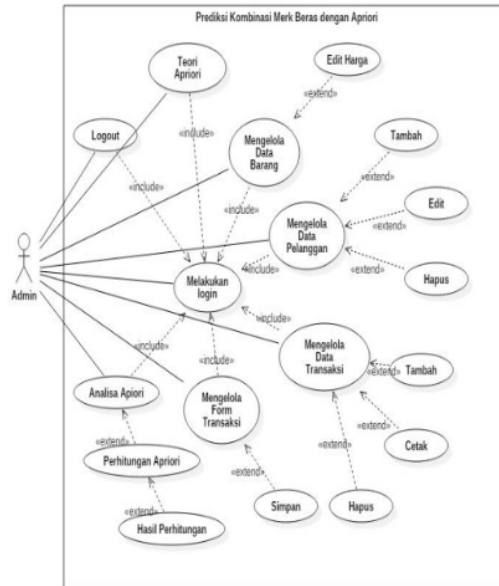 Prediksi Kombinasi Merk Beras dengan Apriori
Teori
Apriori
Edit Harga
«extend»
Logout
«include»
Mengelola
Data
Barang
Tambah
«include»
«extend»
«include»
Edit
Mengelola
Data
Pelanggan
«extend»
Admin
«include»
«extend»
Hapus
Melakukan
login
«include»
«include»
«include»
Mengelola
Data
Transaksi
«extend»
Tambah
Analisa Apiori
Mengelola
Form
Transaksi
«extend»
«extend»
Cetak
Perhitungan Apriori
«extend»
«extend»
«extend»
Hasil Perhitungan
Simpan
Hapus